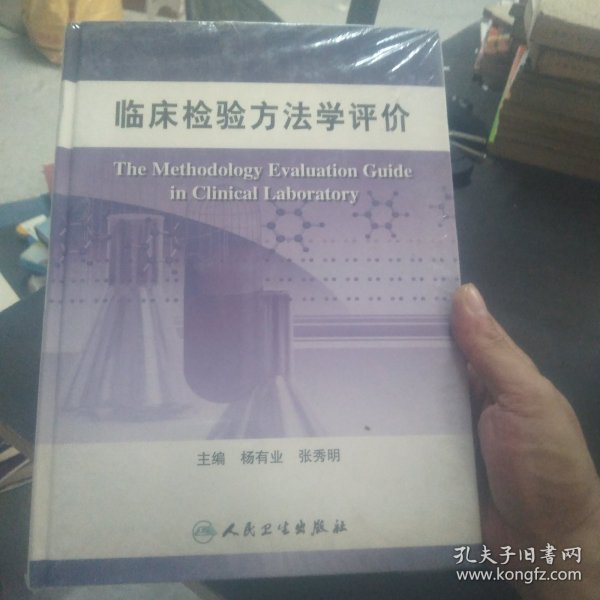 临床检验方法学评价
The Methodology Evaluation Guide
in Clinical Laboratory
主编 杨有业 张秀明
人民卫生出版社
孔夫子旧书网
www.kongfz.com